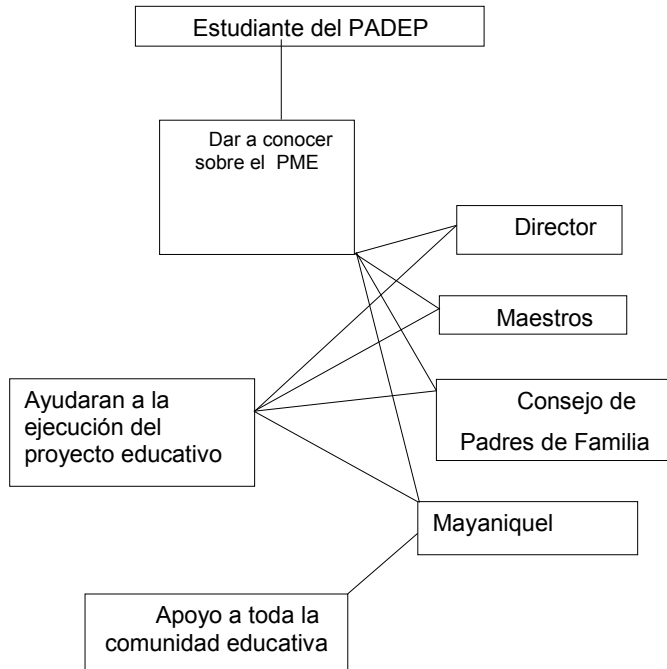 Estudiante del PADEP
Dar a conocer
sobre el PME
Director
Maestros
Ayudaran a la
ejecución del
proyecto educativo
Consejo de
Padres de Familia
Mayaniquel
Apoyo a toda la
comunidad educativa